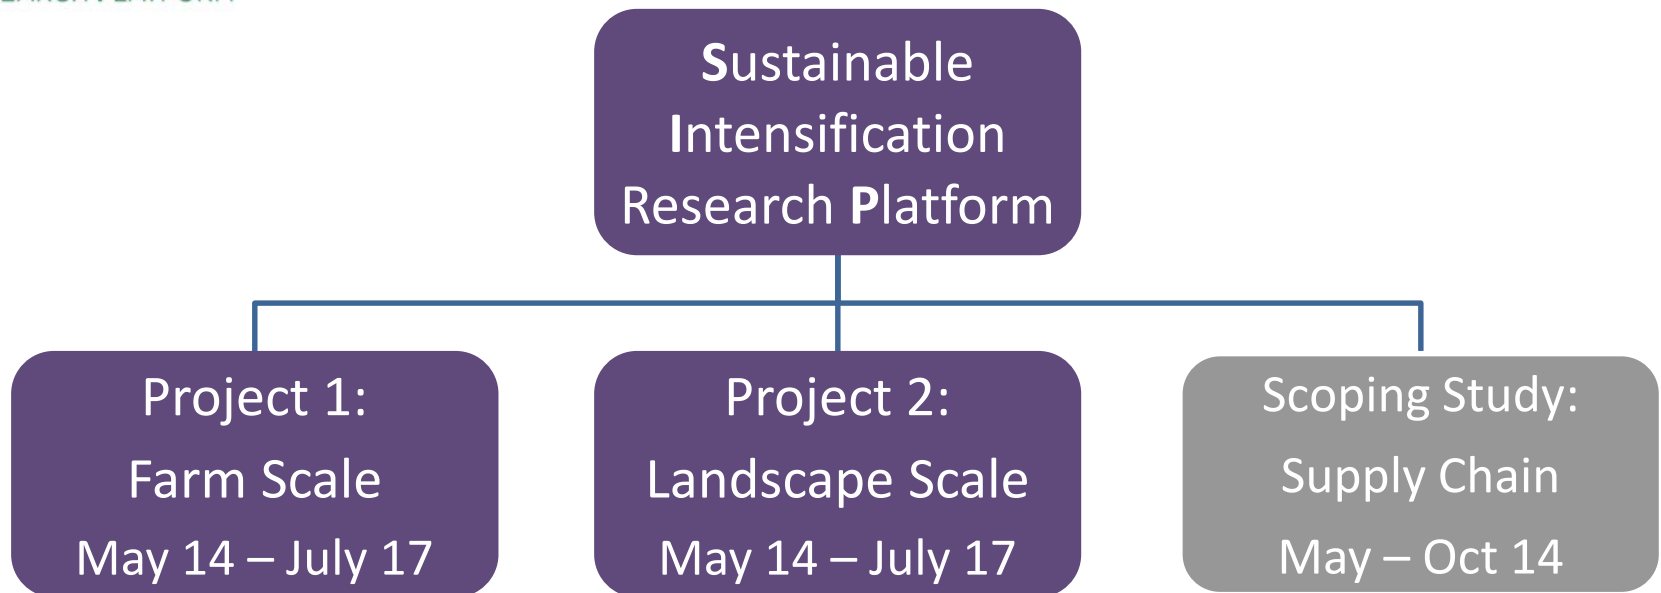 Sustainable
Intensification
Research Platform
Project 1:
Farm Scale
May 14 – July 17
Project 2:
Landscape Scale
May 14 – July 17
Scoping Study:
Supply Chain
May – Oct 14